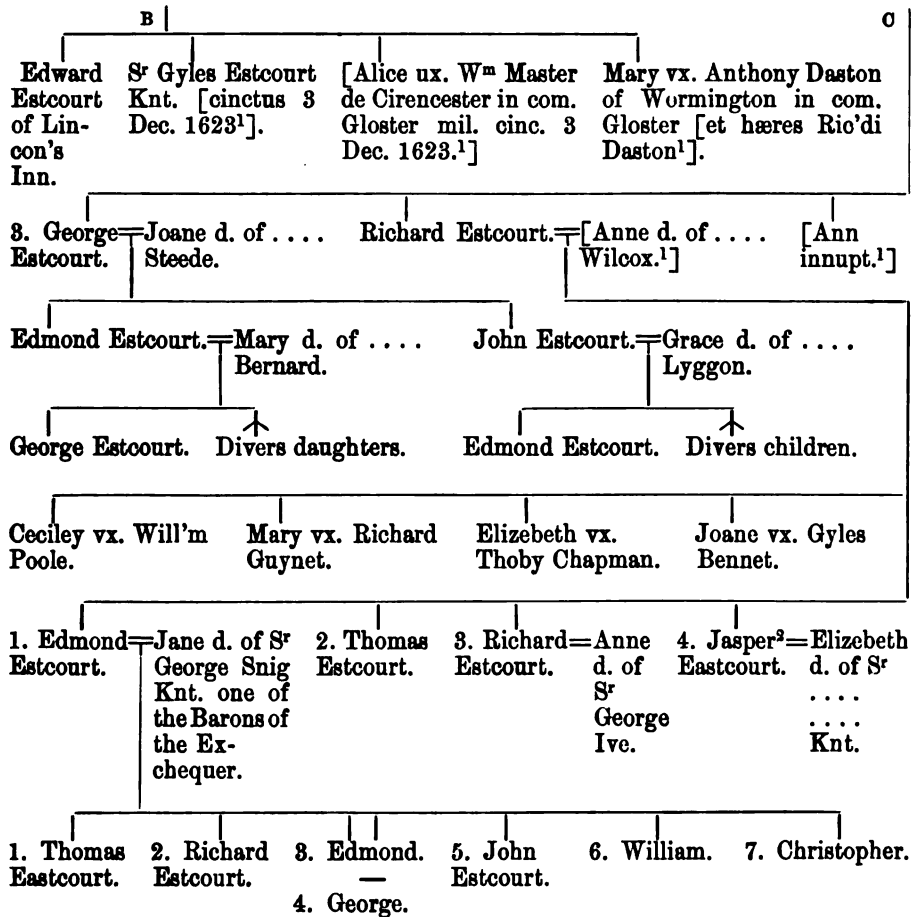 B C
Edward
Estcourt
of Lin-
con's
Inn.
Sʳ Gyles Estcourt
Knt. [cinctus 3
Dec. 1623¹].
[Alice ux. Wᵐ Master
de Cirencester in com.
Gloster mil. cinc. 3
Dec. 1623.¹]
Mary vx. Anthony Daston
of Wormington in com.
Gloster [et hæres Ric'di
Daston¹].
3. George=Joane d. of . . . .
Estcourt. Steede.
Richard Estcourt.=[Anne d. of . . . .
Wilcox.¹]
[Ann
innupt.¹]
Edmond Estcourt.=Mary d. of . . . .
Bernard.
John Estcourt.=Grace d. of . . . .
Lyggon.
George Estcourt. Divers daughters. Edmond Estcourt. Divers children.
Ceciley vx. Will'm
Poole.
Mary vx. Richard
Guynet.
Elizebeth vx.
Thoby Chapman.
Joane vx. Gyles
Bennet.
1. Edmond=Jane d. of Sʳ
Estcourt. George Snig
Knt. one of
the Barons of
the Ex-
chequer.
2. Thomas
Estcourt.
3. Richard=Anne
Estcourt. d. of
Sʳ
George
Ive.
4. Jasper²=Elizebeth
Eastcourt. d. of Sʳ
. . . .
. . . .
Knt.
1. Thomas
Eastcourt.
2. Richard
Estcourt.
3. Edmond.
—
4. George.
5. John
Estcourt.
6. William.
7. Christopher.